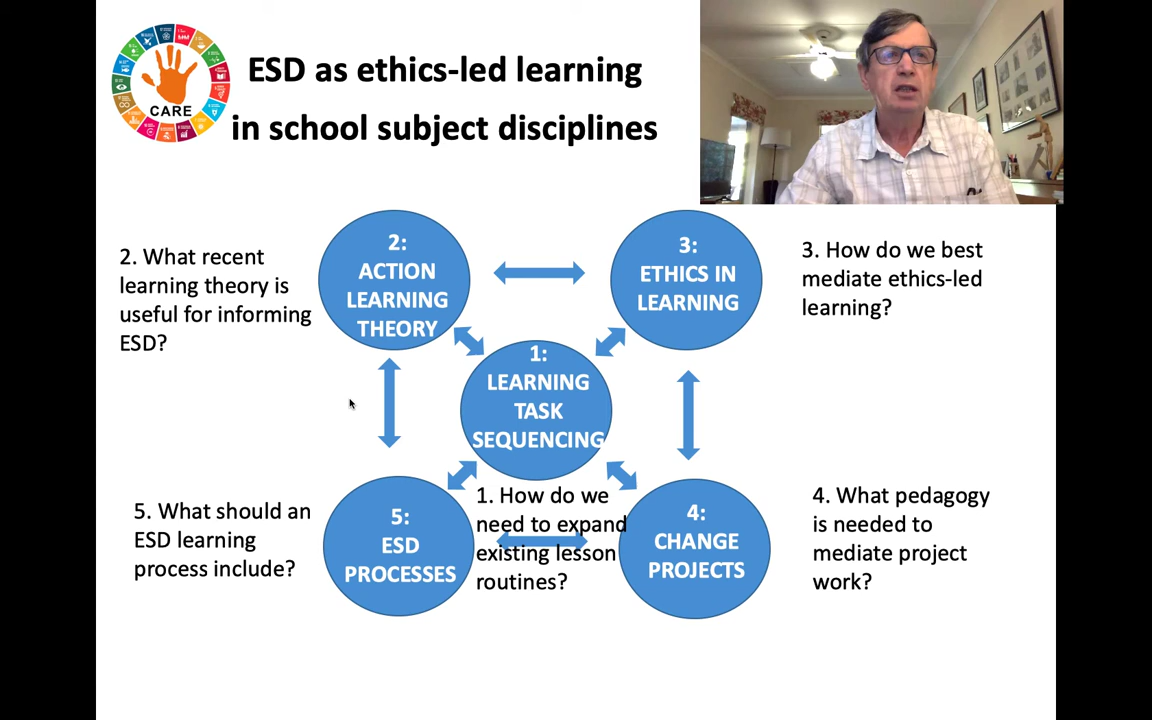 CARE
ESD as ethics-led learning
in school subject disciplines
2. What recent
learning theory is
useful for informing
ESD?
2:
ACTION
LEARNING
THEORY
3:
ETHICS IN
LEARNING
3. How do we best
mediate ethics-led
learning?
1:
LEARNING
TASK
SEQUENCING
1. How do we
need to expand
existing lesson
routines?
5. What should an
ESD learning
process include?
5:
ESD
PROCESSES
4:
CHANGE
PROJECTS
4. What pedagogy
is needed to
mediate project
work?